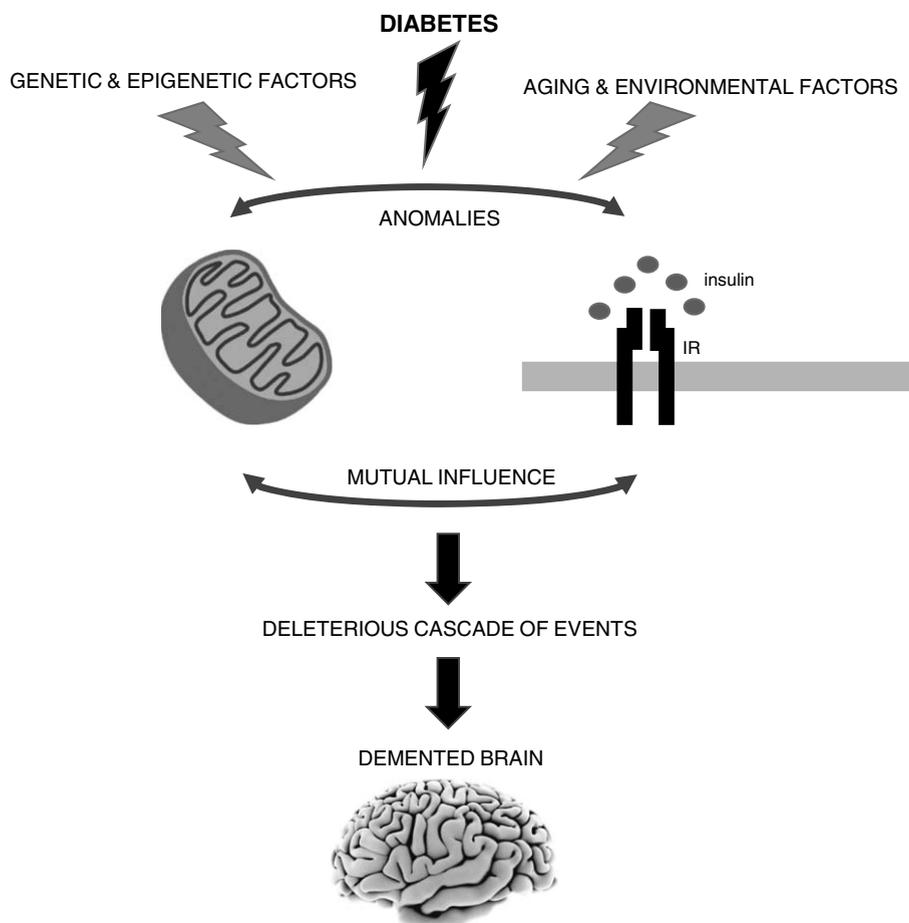 DIABETES
GENETIC & EPIGENETIC FACTORS
AGING & ENVIRONMENTAL FACTORS
ANOMALIES
insulin
IR
MUTUAL INFLUENCE
DELETERIOUS CASCADE OF EVENTS
DEMENTED BRAIN